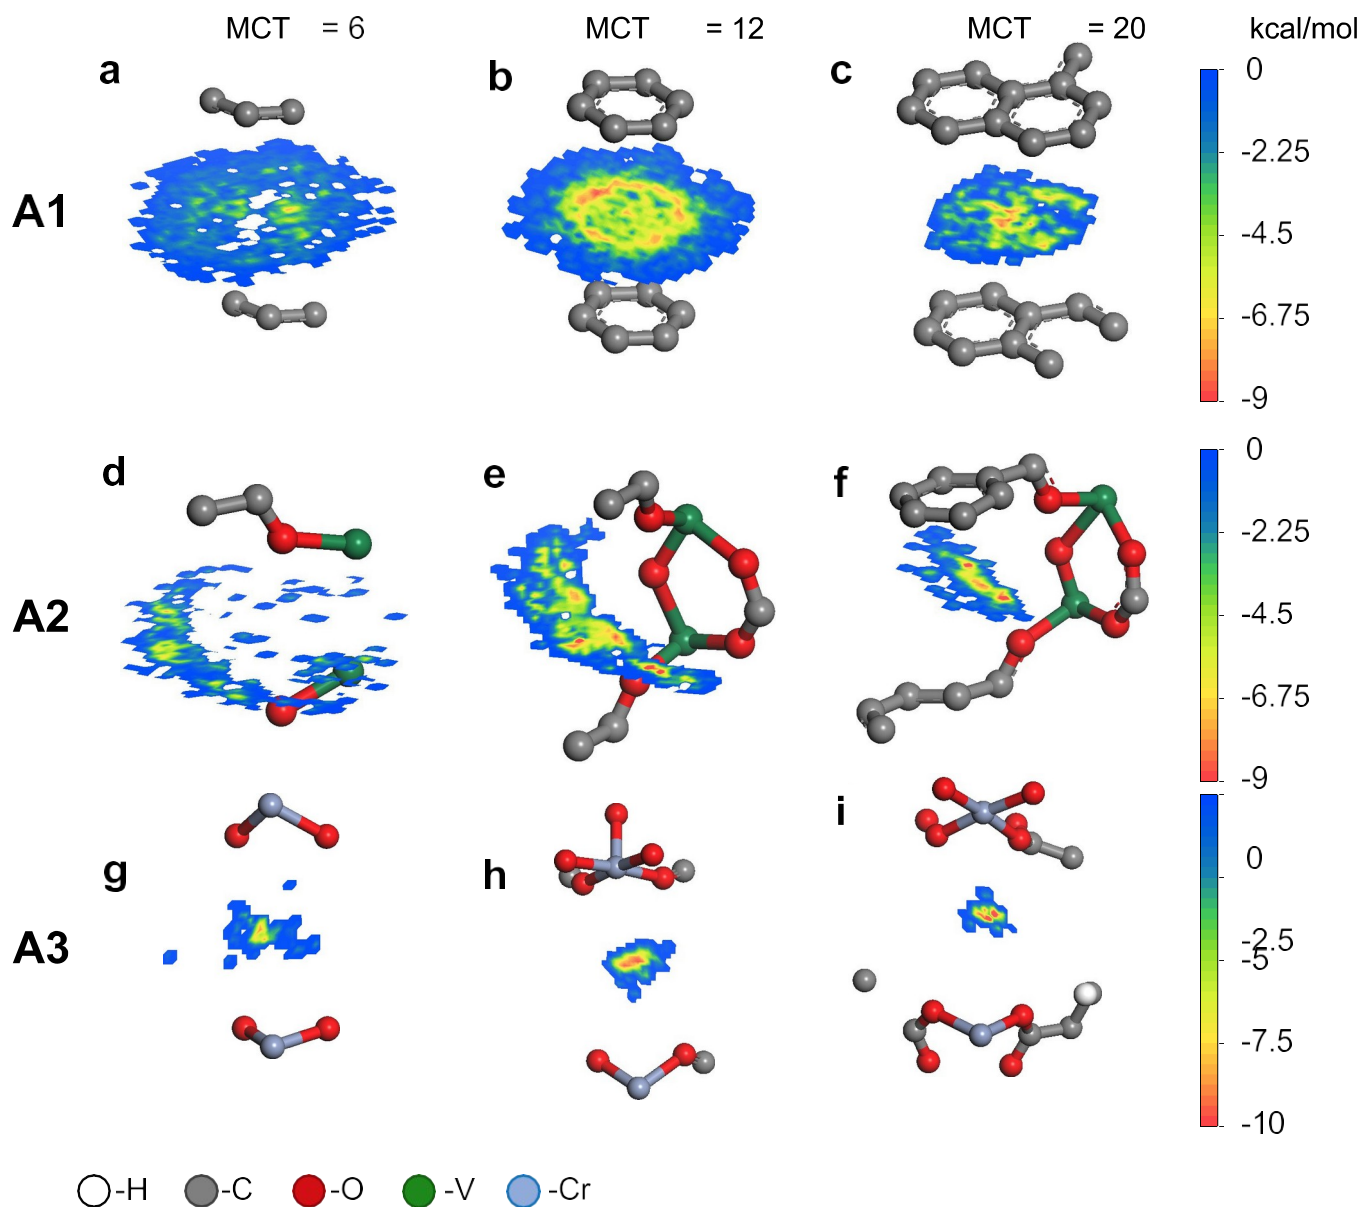 MCT = 6 MCT = 12 MCT = 20 kcal/mol
a b c 0
-2.25
A1 -4.5
-6.75
-9
d e f 0
-2.25
A2 -4.5
-6.75
-9
g h i 0
A3 -2.5
-5
-7.5
-10
-H -C -O -V -Cr